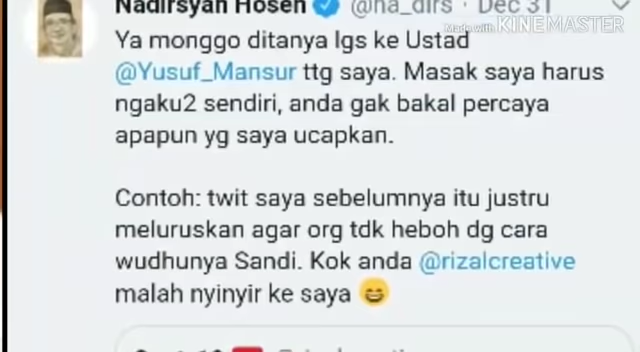 Nadirsyah Hosen @na_dirs · Dec 31
Made with KINEMASTER
Ya monggo ditanya lgs ke Ustad
@Yusuf_Mansur ttg saya. Masak saya harus
ngaku2 sendiri, anda gak bakal percaya
apapun yg saya ucapkan.
Contoh: twit saya sebelumnya itu justru
meluruskan agar org tdk heboh dg cara
wudhunya Sandi. Kok anda @rizalcreative
malah nyinyir ke saya 😄